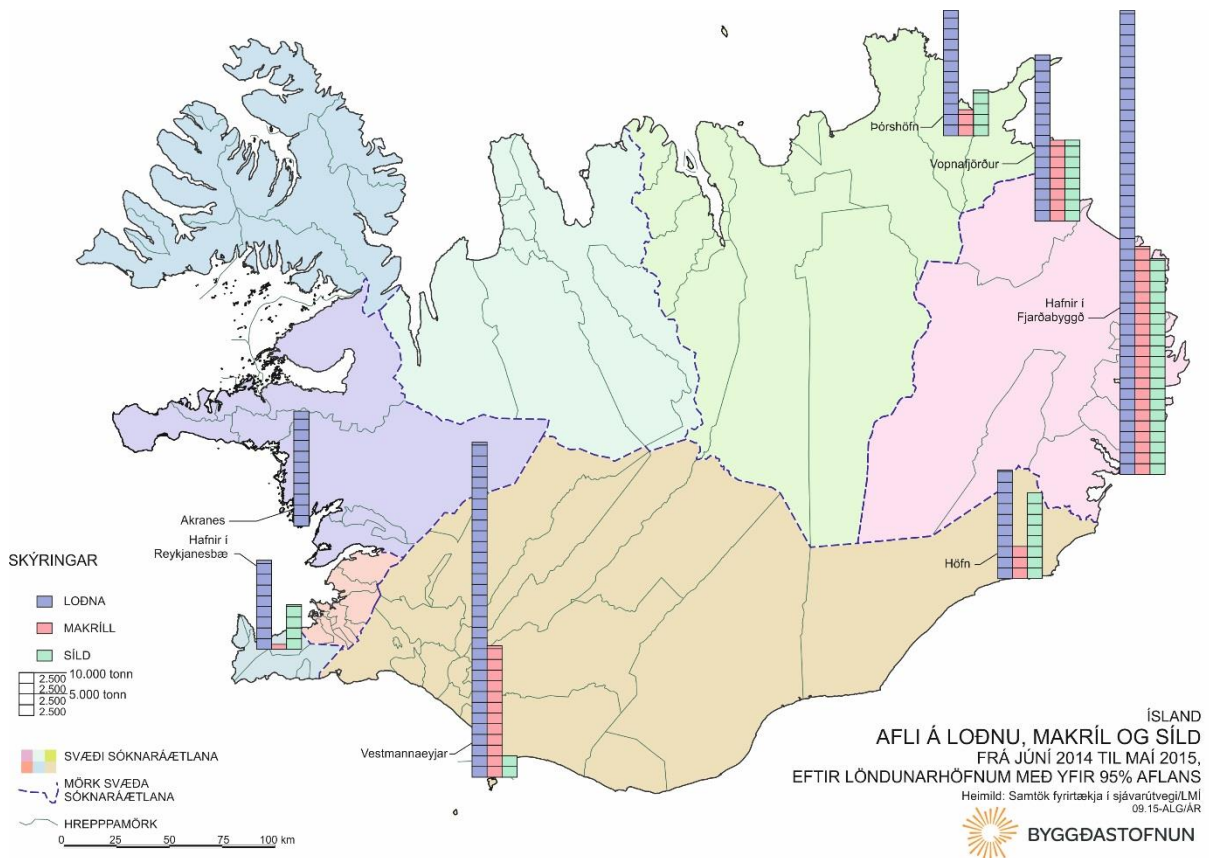 Þórshöfn
Vopnafjörður
Hafnir í
Fjarðabyggð
Akranes
Hafnir í
Reykjanesbæ
Höfn
Vestmannaeyjar
SKÝRINGAR
LOÐNA
MAKRÍLL
SÍLD
2.500 10.000 tonn
2.500
2.500 5.000 tonn
2.500
SVÆÐI SÓKNARÁÆTLANA
MÖRK SVÆÐA
SÓKNARÁÆTLANA
HREPPPAMÖRK
0 25 50 75 100 km
ÍSLAND
AFLI Á LOÐNU, MAKRÍL OG SÍLD
FRÁ JÚNÍ 2014 TIL MAÍ 2015,
EFTIR LÖNDUNARHÖFNUM MEÐ YFIR 95% AFLANS
Heimild: Samtök fyrirtækja í sjávarútvegi/LMÍ
09.15-ALG/ÁR
BYGGÐASTOFNUN